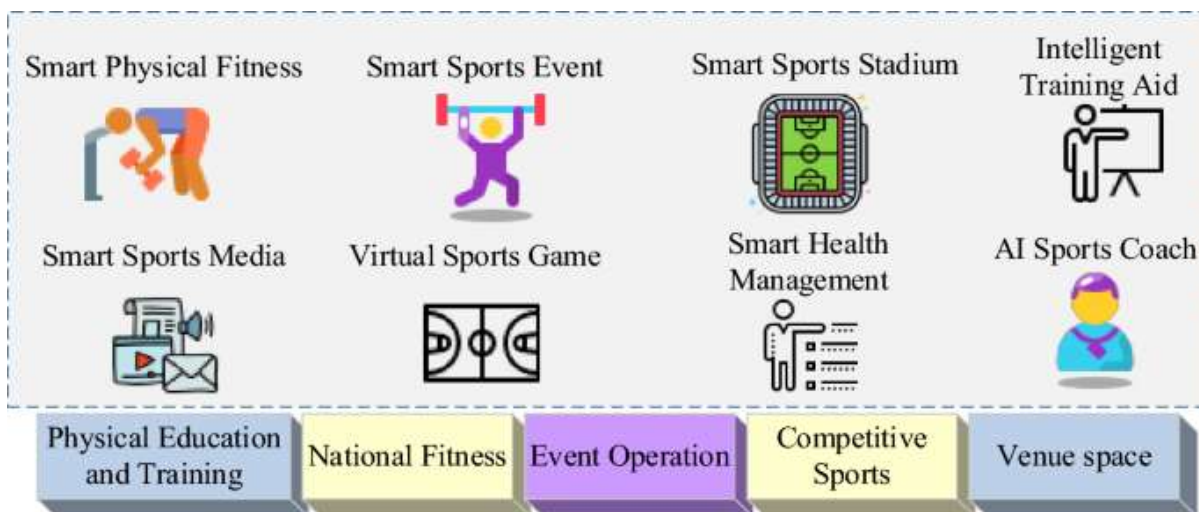 Smart Physical Fitness
Smart Sports Event
Smart Sports Stadium
Intelligent
Training Aid
Smart Sports Media
Virtual Sports Game
Smart Health
Management
AI Sports Coach
Physical Education
and Training
National Fitness
Event Operation
Competitive
Sports
Venue space